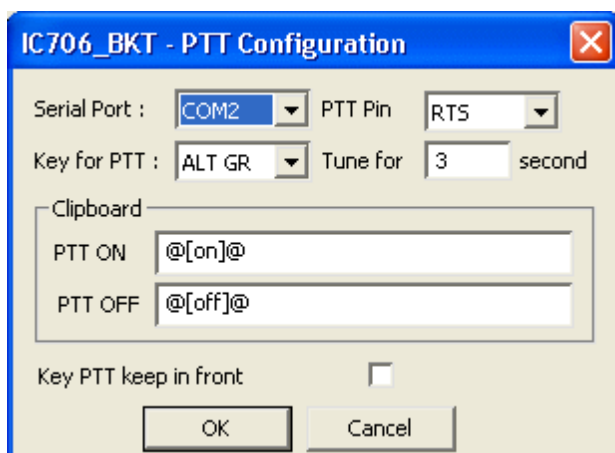 IC706_BKT - PTT Configuration
Serial Port : COM2 PTT Pin RTS
Key for PTT : ALT GR Tune for 3 second
Clipboard
PTT ON @[on]@
PTT OFF @[off]@
Key PTT keep in front
OK Cancel